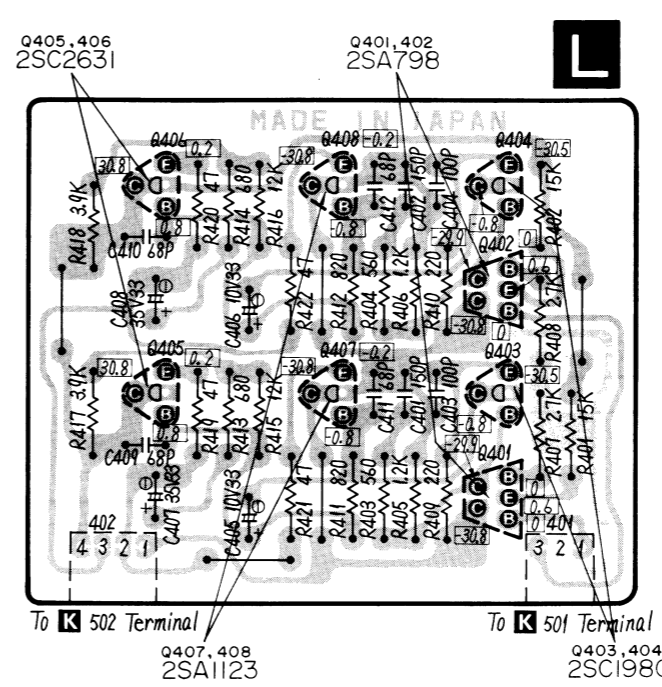 Q405,406
2SC2631
Q401,402
2SA798
L
MADE IN JAPAN
Q406
0.2
Q408
-0.2
Q404
30.8
-30.8
-30.5
E
C
B
E
C
B
E
C
B
3.9K
R418
47
R420
680
R414
12K
R416
68P
C412
150P
C402
100P
C404
15K
R402
0.8
-0.8
-0.8
C410 68P
-29.9
Q402
0
0.6
C408
35V33
C406
10V33
47
R422
820
R412
560
R404
1.2K
R406
220
R410
C
C
B
E
B
2.7K
R408
-30.8
0
Q405
0.2
Q407
-0.2
Q403
30.8
-30.8
-30.5
E
C
B
E
C
B
E
C
B
3.9K
R417
47
R419
680
R413
12K
R415
68P
C411
150P
C401
100P
C403
2.7K
R407
15K
R401
0.8
-0.8
-0.8
C409 68P
-29.9
Q401
C407
35V33
C405
10V33
47
R421
820
R411
560
R403
1.2K
R405
220
R409
C
C
B
E
B
0
0.6
0
-30.8
402
4 3 2 1
401
3 2 1
To K 502 Terminal
To K 501 Terminal
Q407,408
2SA1123
Q403,404
2SC198